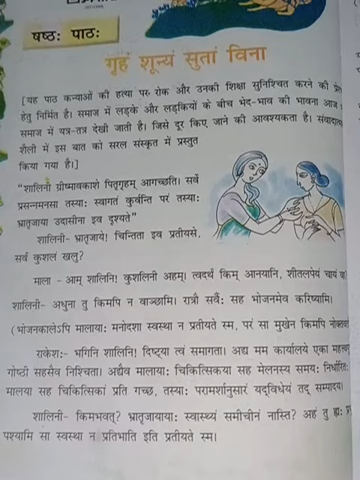 षष्ठः पाठः
गृहं शून्यं सुतां विना
[यह पाठ कन्याओं की हत्या पर रोक और उनकी शिक्षा सुनिश्चित करने की
हेतु निर्मित है। समाज में लड़के और लड़कियों के बीच भेद-भाव की भावना आज
समाज में यत्र-तत्र देखी जाती है। जिसे दूर किए जाने की आवश्यकता है। संवादात्म
शैली में इस बात को सरल संस्कृत में प्रस्तुत
किया गया है।]
"शालिनी ग्रीष्मावकाशे पितृगृहम् आगच्छति। सर्वे
प्रसन्नमनसा तस्याः स्वागतं कुर्वन्ति परं तस्याः
भ्रातृजाया उदासीना इव दृश्यते"
शालिनी- भ्रातृजाये! चिन्तिता इव प्रतीयसे,
सर्वं कुशलं खलु?
माला - आम् शालिनि! कुशलिनी अहम्। त्वदर्थं किम् आनयानि, शीतलपेयं चायं वा
शालिनी- अधुना तु किमपि न वाञ्छामि। रात्रौ सर्वैः सह भोजनमेव करिष्यामि।
(भोजनकालेऽपि मालायाः मनोदशा स्वस्था न प्रतीयते स्म, परं सा मुखेन किमपि
राकेशः- भगिनि शालिनि! दिष्ट्या त्वं समागता। अद्य मम कार्यालये एका
गोष्ठी सहसैव निश्चिता। अद्यैव मालायाः चिकित्सिकया सह मेलनस्य समयः निर्धारितः
मालया सह चिकित्सिकां प्रति गच्छ, तस्याः परामर्शानुसारं यद्विधेयं तद् सम्पादय।
शालिनी- किमभवत्? भ्रातृजायायाः स्वास्थ्यं समीचीनं नास्ति? अहं तु ह्यः
पश्यामि सा स्वस्था न प्रतिभाति इति प्रतीयते स्म।